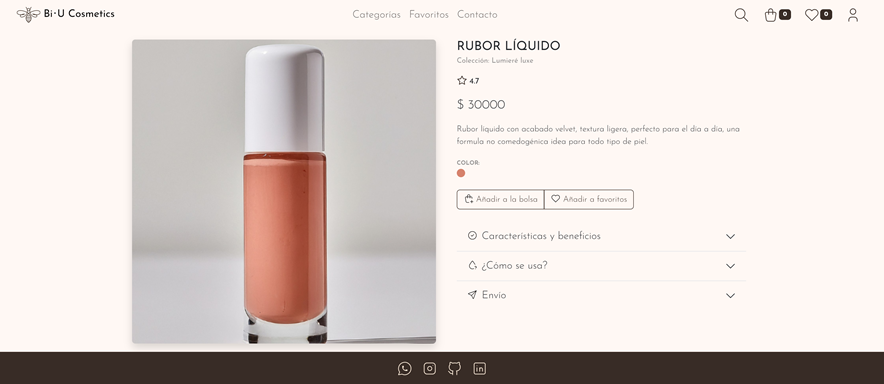 Bi·U Cosmetics
Categorías Favoritos Contacto
0 0
RUBOR LÍQUIDO
Colección: Lumieré luxe
4.7
$ 30000
Rubor liquido con acabado velvet, textura ligera, perfecto para el dia a dia, una
formula no comedogénica idea para todo tipo de piel.
COLOR:
Añadir a la bolsa Añadir a favoritos
Características y beneficios
¿Cómo se usa?
Envío